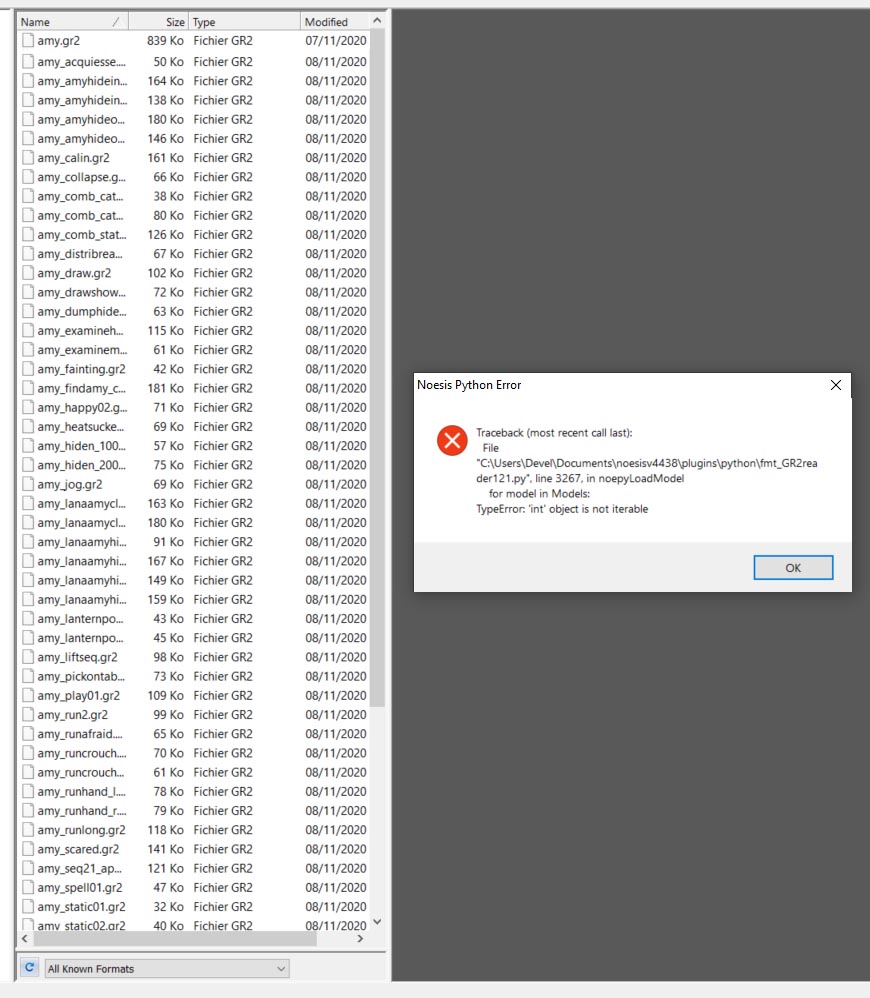 Name Size Type Modified
amy.gr2 839 Ko Fichier GR2 07/11/2020
amy_acquiesse.... 50 Ko Fichier GR2 08/11/2020
amy_amyhidein... 164 Ko Fichier GR2 08/11/2020
amy_amyhidein... 138 Ko Fichier GR2 08/11/2020
amy_amyhideo... 180 Ko Fichier GR2 08/11/2020
amy_amyhideo... 146 Ko Fichier GR2 08/11/2020
amy_calin.gr2 161 Ko Fichier GR2 08/11/2020
amy_collapse.g... 66 Ko Fichier GR2 08/11/2020
amy_comb_cat... 38 Ko Fichier GR2 08/11/2020
amy_comb_cat... 80 Ko Fichier GR2 08/11/2020
amy_comb_stat... 126 Ko Fichier GR2 08/11/2020
amy_distribrea... 67 Ko Fichier GR2 08/11/2020
amy_draw.gr2 102 Ko Fichier GR2 08/11/2020
amy_drawshow... 72 Ko Fichier GR2 08/11/2020
amy_dumphide... 63 Ko Fichier GR2 08/11/2020
amy_examineh... 115 Ko Fichier GR2 08/11/2020
amy_examinem... 61 Ko Fichier GR2 08/11/2020
amy_fainting.gr2 42 Ko Fichier GR2 08/11/2020
amy_findamy_c... 181 Ko Fichier GR2 08/11/2020
amy_happy02.g... 71 Ko Fichier GR2 08/11/2020
amy_heatsucke... 69 Ko Fichier GR2 08/11/2020
amy_hiden_100... 57 Ko Fichier GR2 08/11/2020
amy_hiden_200... 75 Ko Fichier GR2 08/11/2020
amy_jog.gr2 69 Ko Fichier GR2 08/11/2020
amy_lanaamycl... 163 Ko Fichier GR2 08/11/2020
amy_lanaamycl... 180 Ko Fichier GR2 08/11/2020
amy_lanaamyhi... 91 Ko Fichier GR2 08/11/2020
amy_lanaamyhi... 167 Ko Fichier GR2 08/11/2020
amy_lanaamyhi... 149 Ko Fichier GR2 08/11/2020
amy_lanaamyhi... 159 Ko Fichier GR2 08/11/2020
amy_lanternpo... 43 Ko Fichier GR2 08/11/2020
amy_lanternpo... 45 Ko Fichier GR2 08/11/2020
amy_liftseq.gr2 98 Ko Fichier GR2 08/11/2020
amy_pickontab... 73 Ko Fichier GR2 08/11/2020
amy_play01.gr2 109 Ko Fichier GR2 08/11/2020
amy_run2.gr2 99 Ko Fichier GR2 08/11/2020
amy_runafraid.... 65 Ko Fichier GR2 08/11/2020
amy_runcrouch.... 70 Ko Fichier GR2 08/11/2020
amy_runcrouch... 61 Ko Fichier GR2 08/11/2020
amy_runhand_l.... 78 Ko Fichier GR2 08/11/2020
amy_runhand_r.... 79 Ko Fichier GR2 08/11/2020
amy_runlong.gr2 118 Ko Fichier GR2 08/11/2020
amy_scared.gr2 141 Ko Fichier GR2 08/11/2020
amy_seq21_ap... 121 Ko Fichier GR2 08/11/2020
amy_spell01.gr2 47 Ko Fichier GR2 08/11/2020
amy_static01.gr2 32 Ko Fichier GR2 08/11/2020
amy_static02.gr2 40 Ko Fichier GR2 08/11/2020
All Known Formats
Noesis Python Error
Traceback (most recent call last):
File
"C:\Users\Devel\Documents\noesisv4438\plugins\python\fmt_GR2rea
der121.py", line 3267, in noepyLoadModel
for model in Models:
TypeError: 'int' object is not iterable
OK